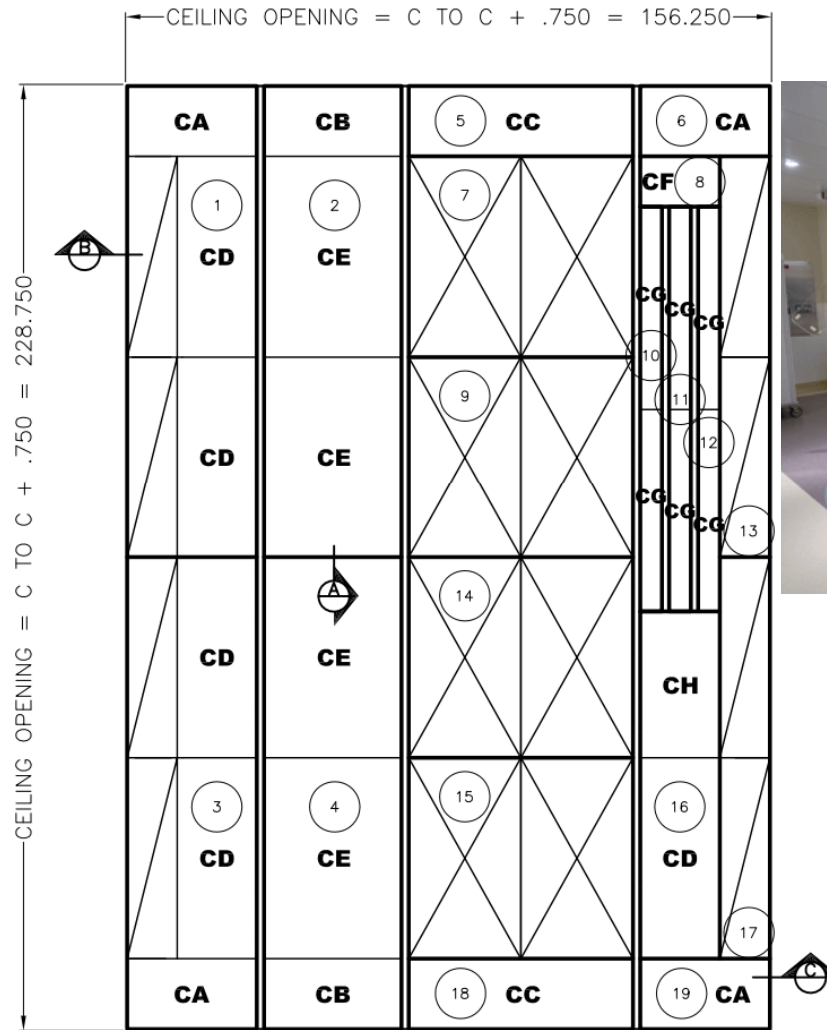 CEILING OPENING = C TO C + .750 = 156.250
CEILING OPENING = C TO C + .750 = 228.750
CA CB 5 CC 6 CA
CF 8
1 2 7
B
CD CE
CG CG CG
10
9
11
12
CD CE
CG CG CG
13
A
14
CD CE
CH
3 4 15 16
CD CE CD
17
C
CA CB 18 CC 19 CA